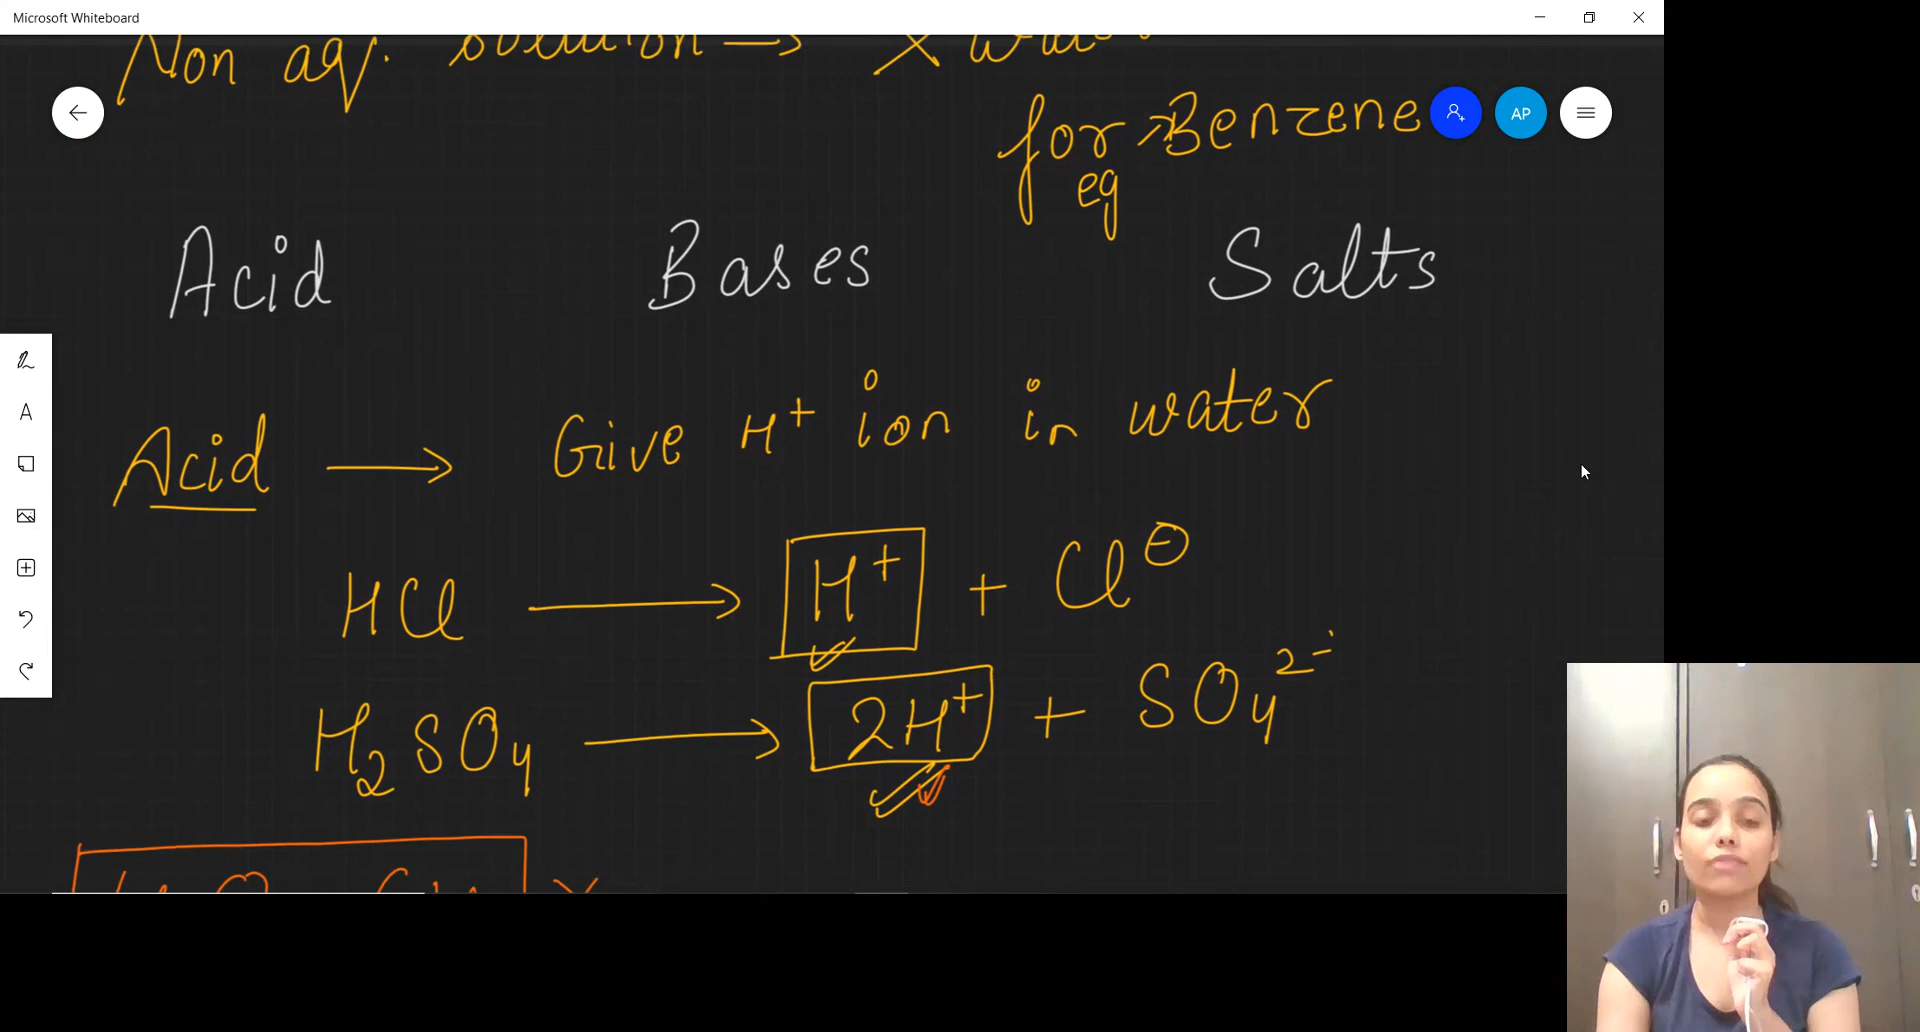 Microsoft Whiteboard
Non aq. solution → X water
for → Benzene
eg
AP
Acid Bases Salts
A
Acid → Give H⁺ ion in water
HCl → H⁺ + Cl⊖
H₂SO₄ → 2H⁺ + SO₄²⁻